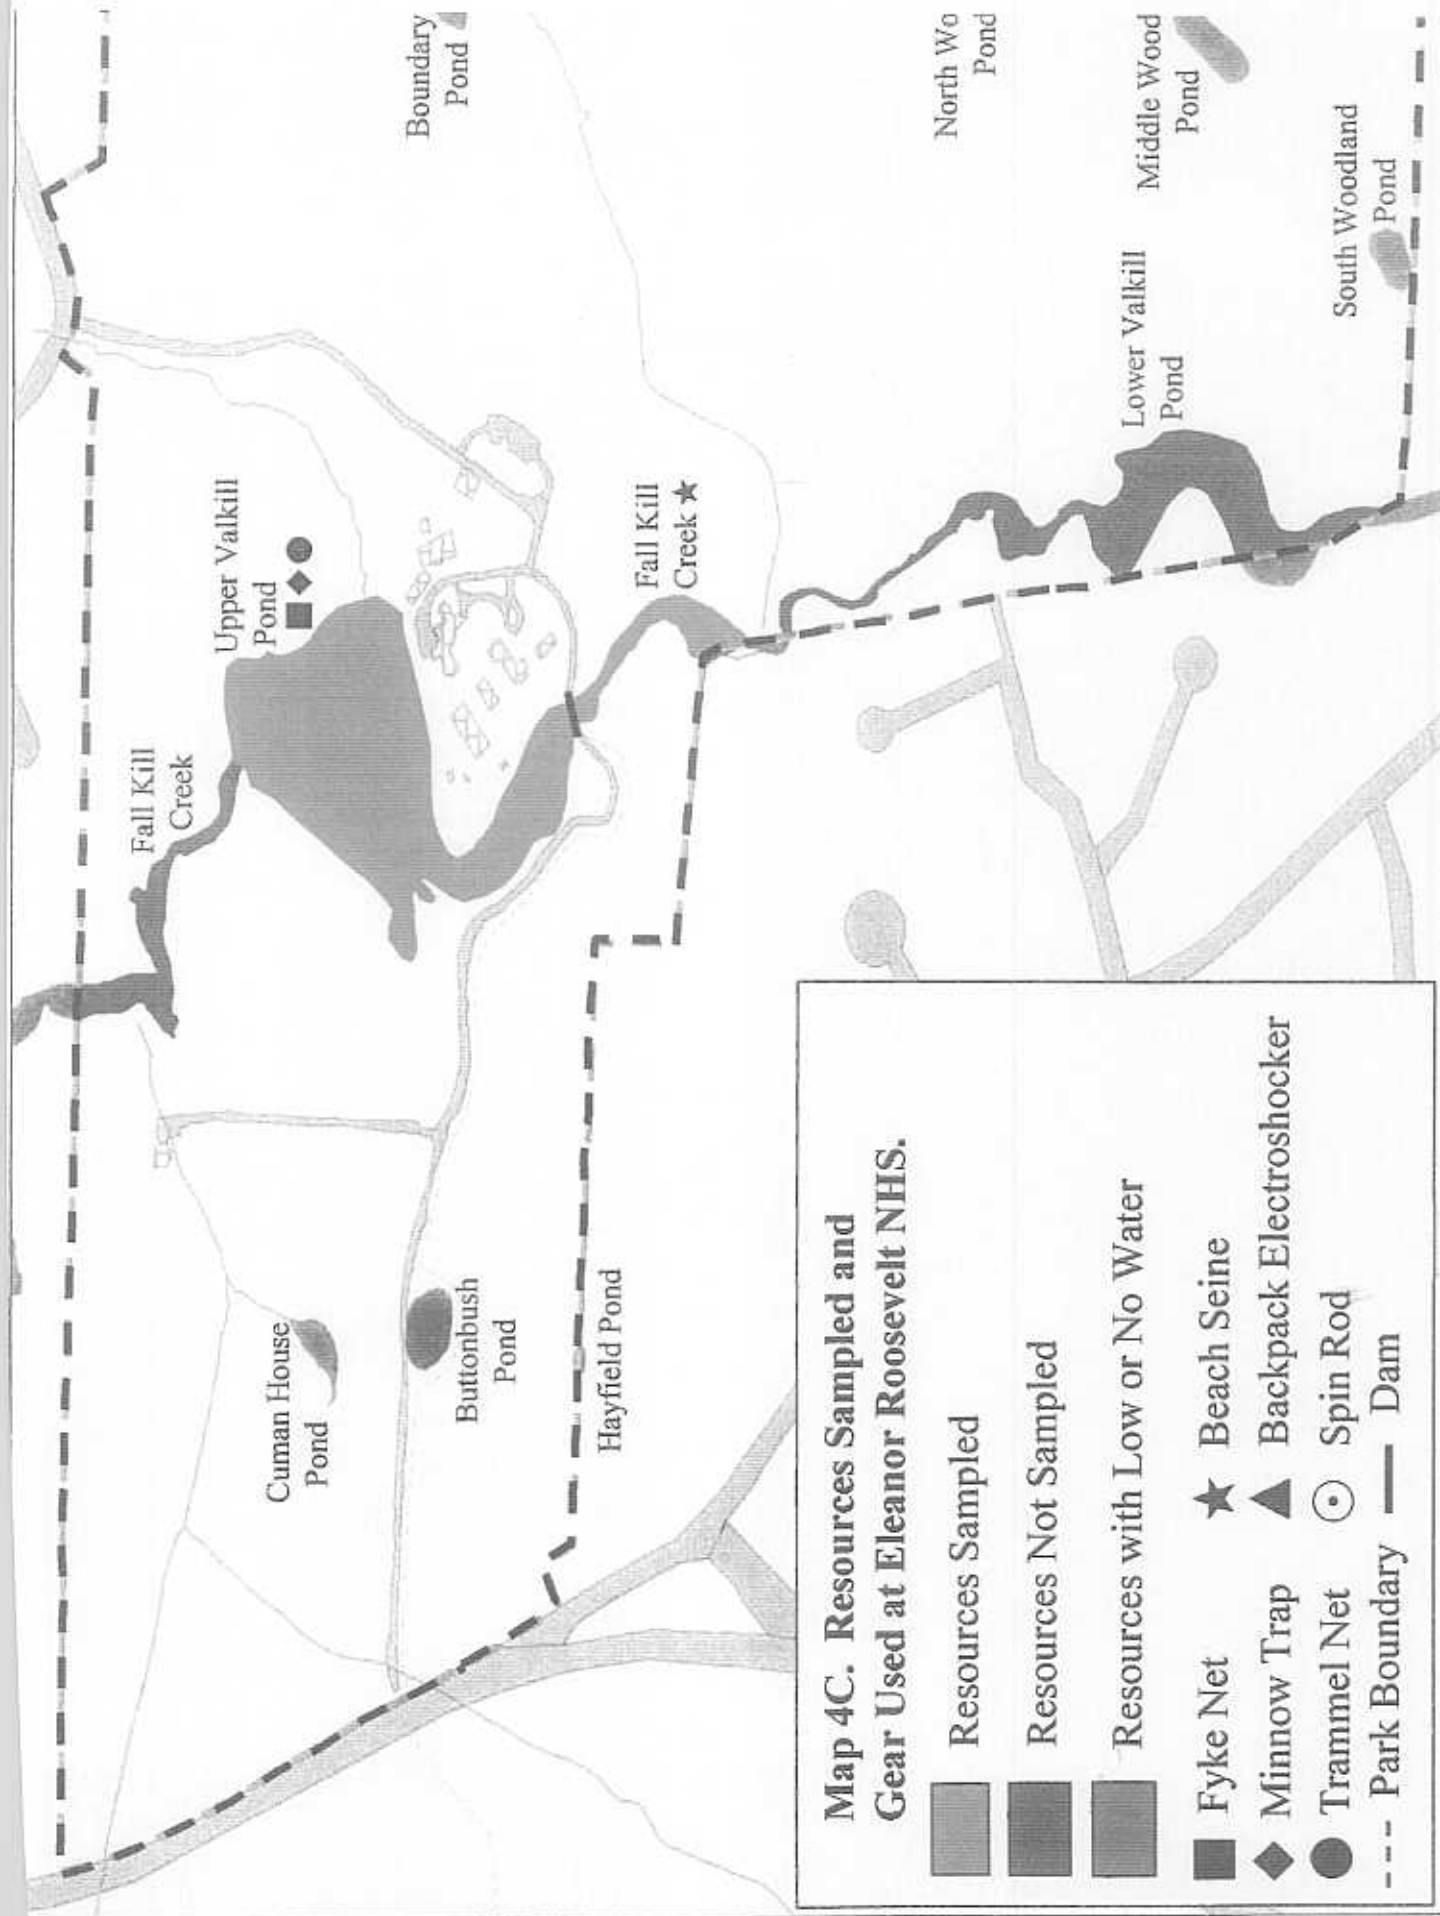 Boundary
Pond
North Wo
Pond
Middle Wood
Pond
South Woodland
Pond
Lower Valkill
Pond
Upper Valkill
Pond
Fall Kill
Creek
Fall Kill
Creek
Cuman House
Pond
Buttonbush
Pond
Hayfield Pond
Map 4C. Resources Sampled and
Gear Used at Eleanor Roosevelt NHS.
Resources Sampled
Resources Not Sampled
Resources with Low or No Water
Fyke Net
Beach Seine
Minnow Trap
Backpack Electroshocker
Trammel Net
Spin Rod
Park Boundary
Dam